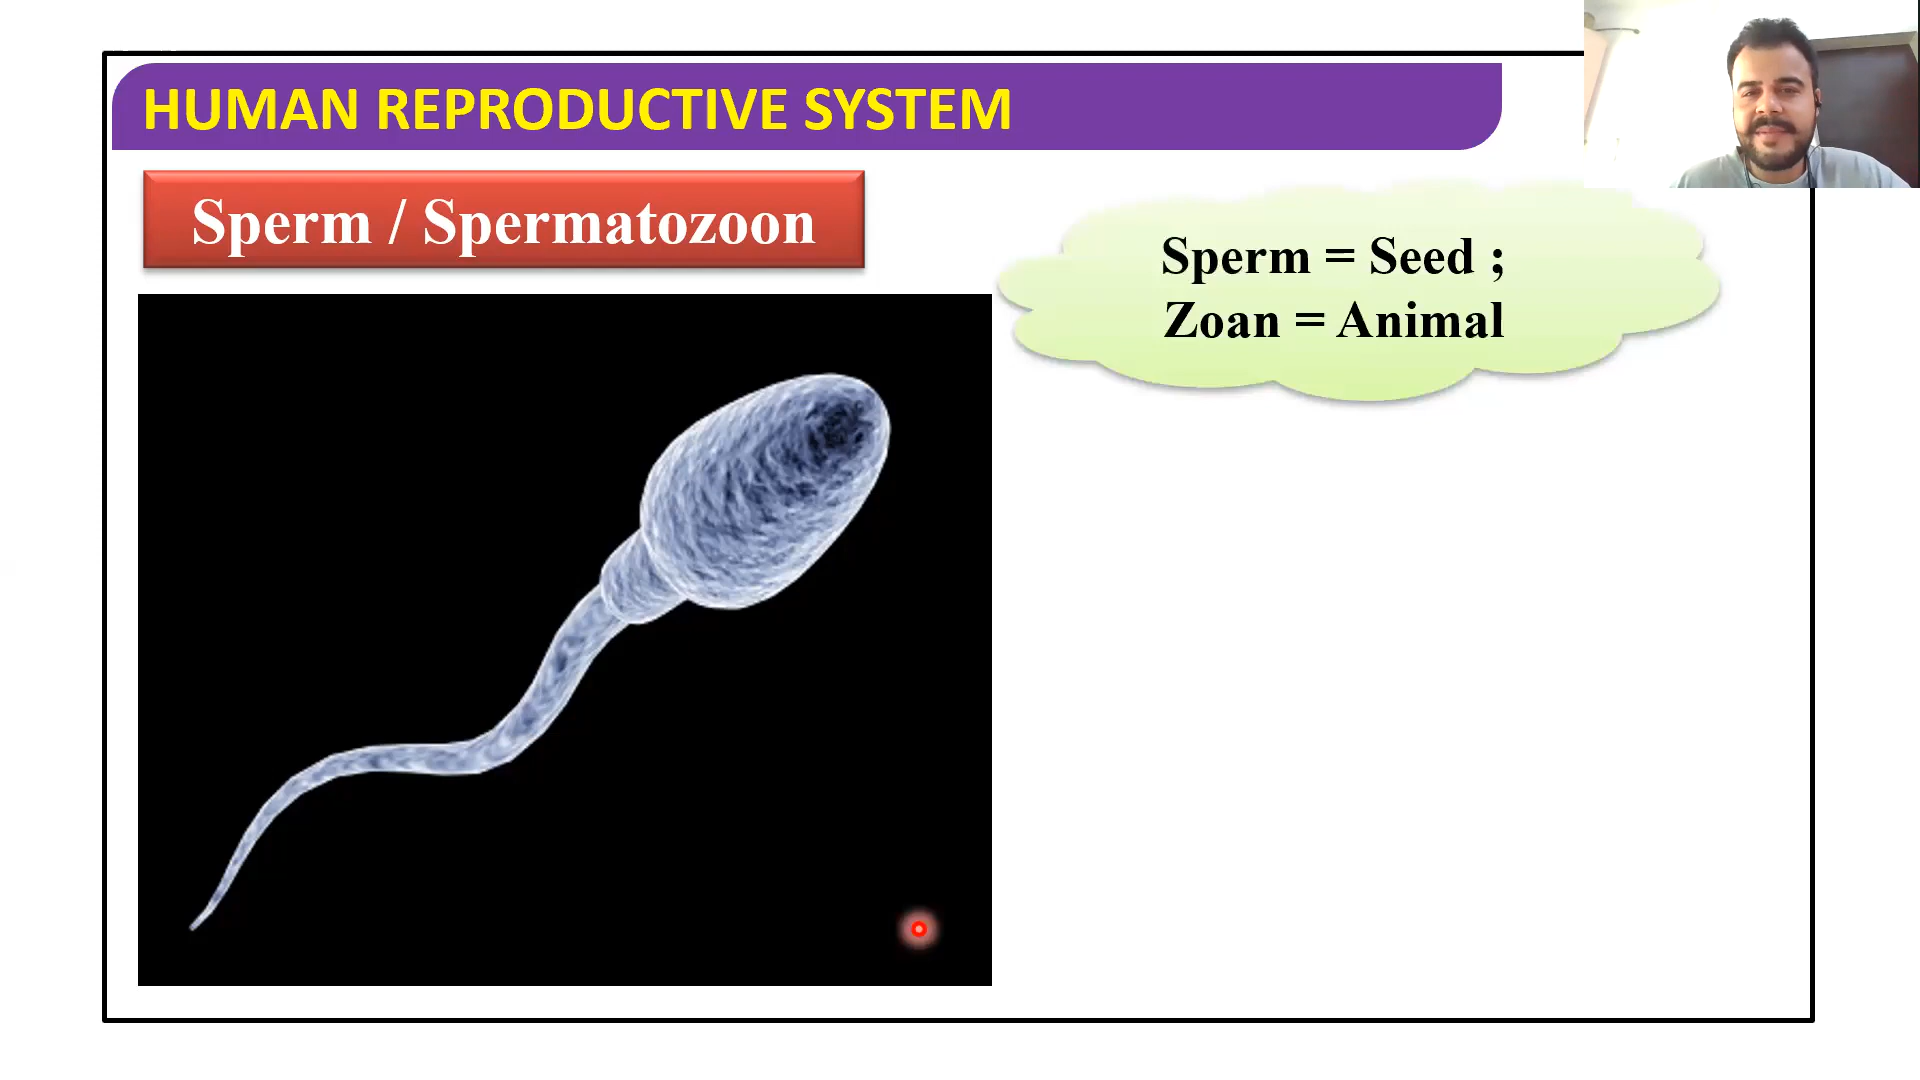 HUMAN REPRODUCTIVE SYSTEM
Sperm / Spermatozoon
Sperm = Seed ;
Zoan = Animal